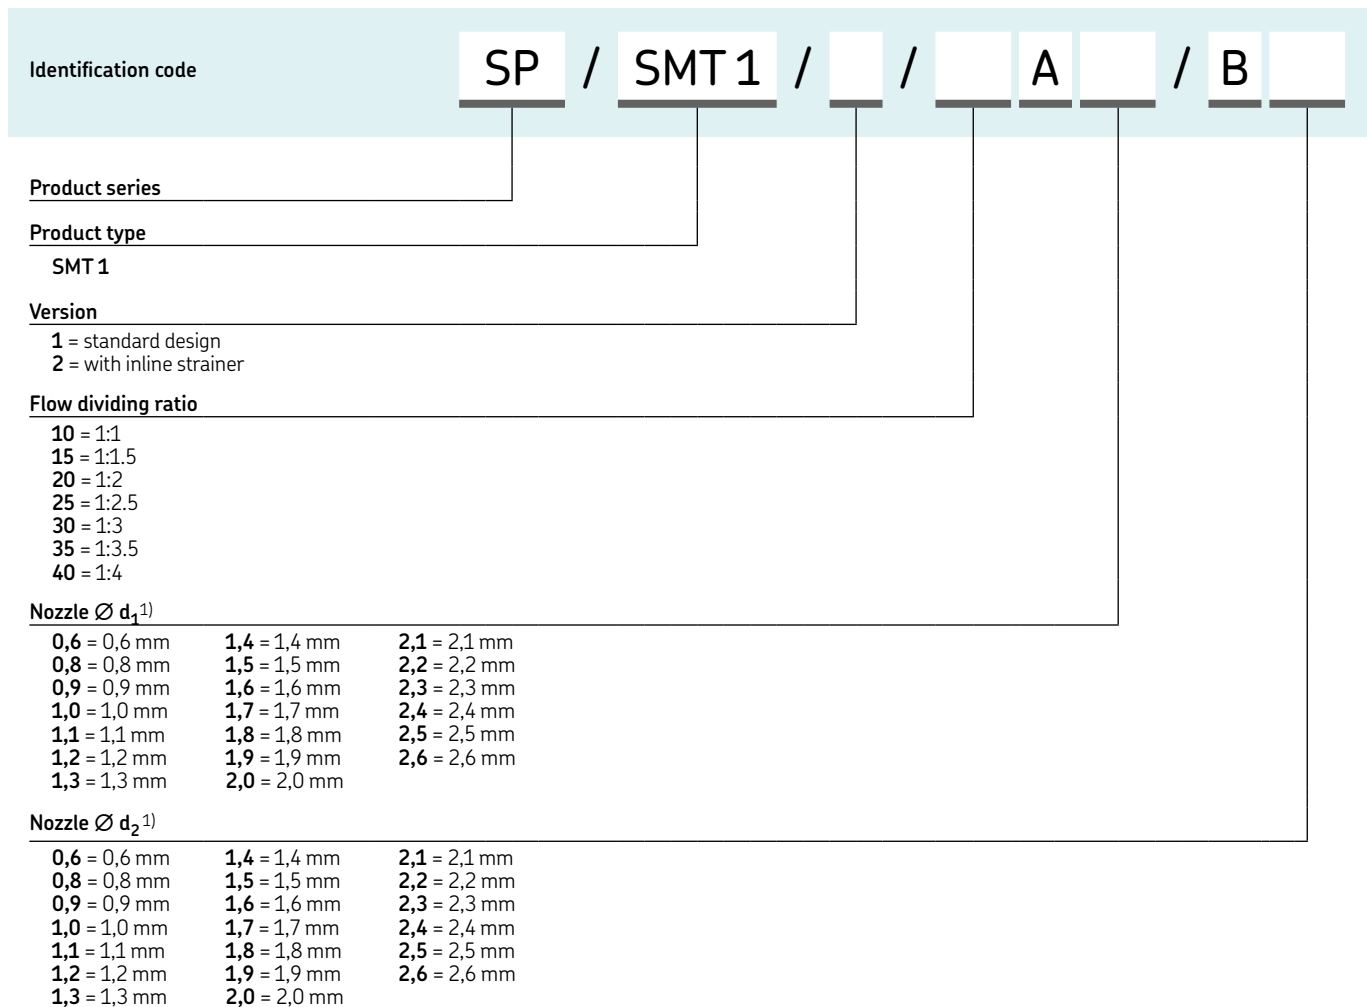 Identification code SP / SMT 1 / / A / B
Product series
Product type
SMT 1
Version
1 = standard design
2 = with inline strainer
Flow dividing ratio
10 = 1:1
15 = 1:1.5
20 = 1:2
25 = 1:2.5
30 = 1:3
35 = 1:3.5
40 = 1:4
Nozzle Ø d₁¹⁾
0,6 = 0,6 mm 1,4 = 1,4 mm 2,1 = 2,1 mm
0,8 = 0,8 mm 1,5 = 1,5 mm 2,2 = 2,2 mm
0,9 = 0,9 mm 1,6 = 1,6 mm 2,3 = 2,3 mm
1,0 = 1,0 mm 1,7 = 1,7 mm 2,4 = 2,4 mm
1,1 = 1,1 mm 1,8 = 1,8 mm 2,5 = 2,5 mm
1,2 = 1,2 mm 1,9 = 1,9 mm 2,6 = 2,6 mm
1,3 = 1,3 mm 2,0 = 2,0 mm
Nozzle Ø d₂¹⁾
0,6 = 0,6 mm 1,4 = 1,4 mm 2,1 = 2,1 mm
0,8 = 0,8 mm 1,5 = 1,5 mm 2,2 = 2,2 mm
0,9 = 0,9 mm 1,6 = 1,6 mm 2,3 = 2,3 mm
1,0 = 1,0 mm 1,7 = 1,7 mm 2,4 = 2,4 mm
1,1 = 1,1 mm 1,8 = 1,8 mm 2,5 = 2,5 mm
1,2 = 1,2 mm 1,9 = 1,9 mm 2,6 = 2,6 mm
1,3 = 1,3 mm 2,0 = 2,0 mm